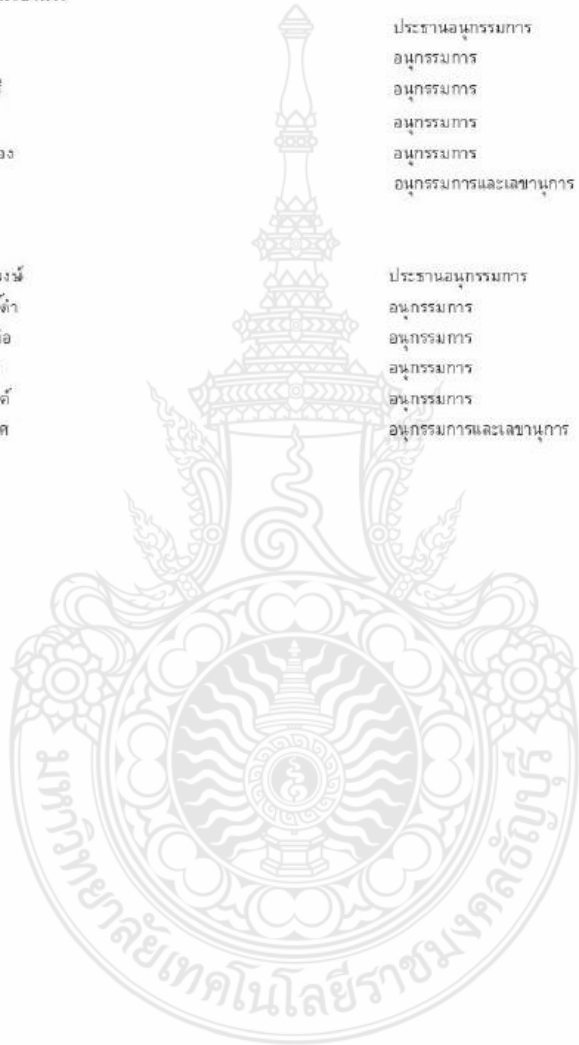 ประธานอนุกรรมการ
อนุกรรมการ
อนุกรรมการ
อนุกรรมการ
อง อนุกรรมการ
อนุกรรมการและเลขานุการ
งษ์ ประธานอนุกรรมการ
อนุกรรมการ
อนุกรรมการ
อนุกรรมการ
ต์ อนุกรรมการ
ศ อนุกรรมการและเลขานุการ
มหาวิทยาลัยเทคโนโลยีราชมงคลธัญบุรี